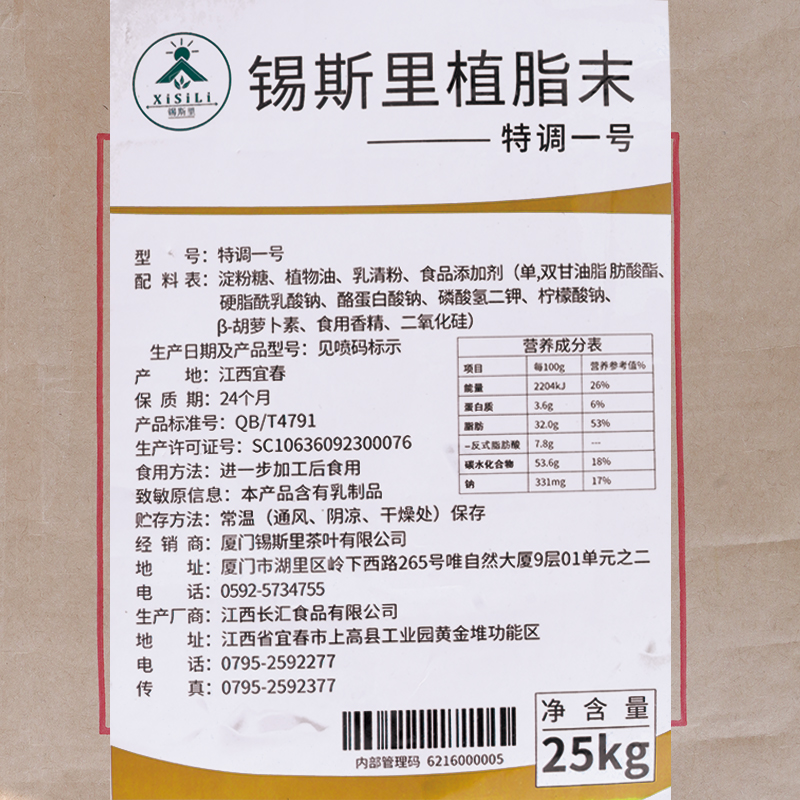 XiSiLi
锡斯里
锡斯里植脂末
特调一号
型 号：特调一号
配 料 表：淀粉糖、植物油、乳清粉、食品添加剂（单,双甘油脂肪酸酯、
硬脂酰乳酸钠、酪蛋白酸钠、磷酸氢二钾、柠檬酸钠、
β-胡萝卜素、食用香精、二氧化硅）
生产日期及产品型号：见喷码标示
产 地：江西宜春
保 质 期：24个月
产品标准号：QB/T4791
生产许可证号：SC10636092300076
食用方法：进一步加工后食用
致敏原信息：本产品含有乳制品
贮存方法：常温（通风、阴凉、干燥处）保存
经 销 商：厦门锡斯里茶叶有限公司
地 址：厦门市湖里区岭下西路265号唯自然大厦9层01单元之二
电 话：0592-5734755
生产厂商：江西长汇食品有限公司
地 址：江西省宜春市上高县工业园黄金堆功能区
电 话：0795-2592277
传 真：0795-2592377
营养成分表
项目 每100g 营养参考值%
能量 2204kJ 26%
蛋白质 3.6g 6%
脂肪 32.0g 53%
-反式脂肪酸 7.8g ---
碳水化合物 53.6g 18%
钠 331mg 17%
内部管理码 6216000005
净含量
25kg